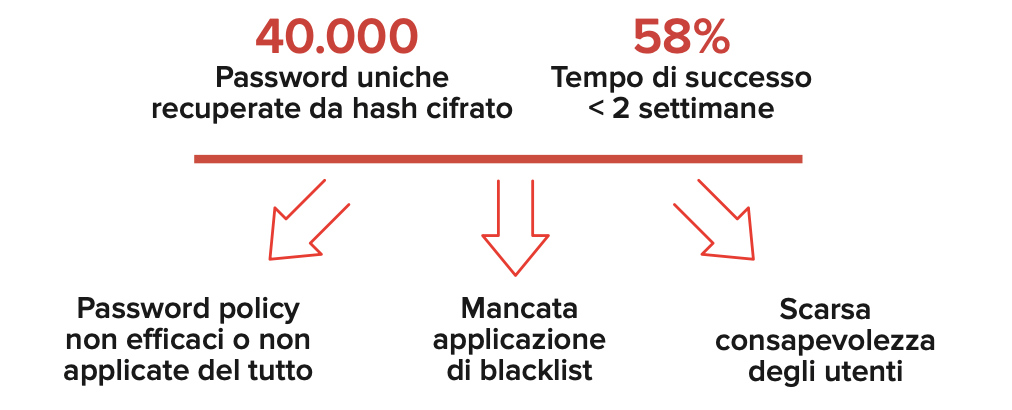 40.000
Password uniche
recuperate da hash cifrato
58%
Tempo di successo
< 2 settimane
Password policy
non efficaci o non
applicate del tutto
Mancata
applicazione
di blacklist
Scarsa
consapevolezza
degli utenti